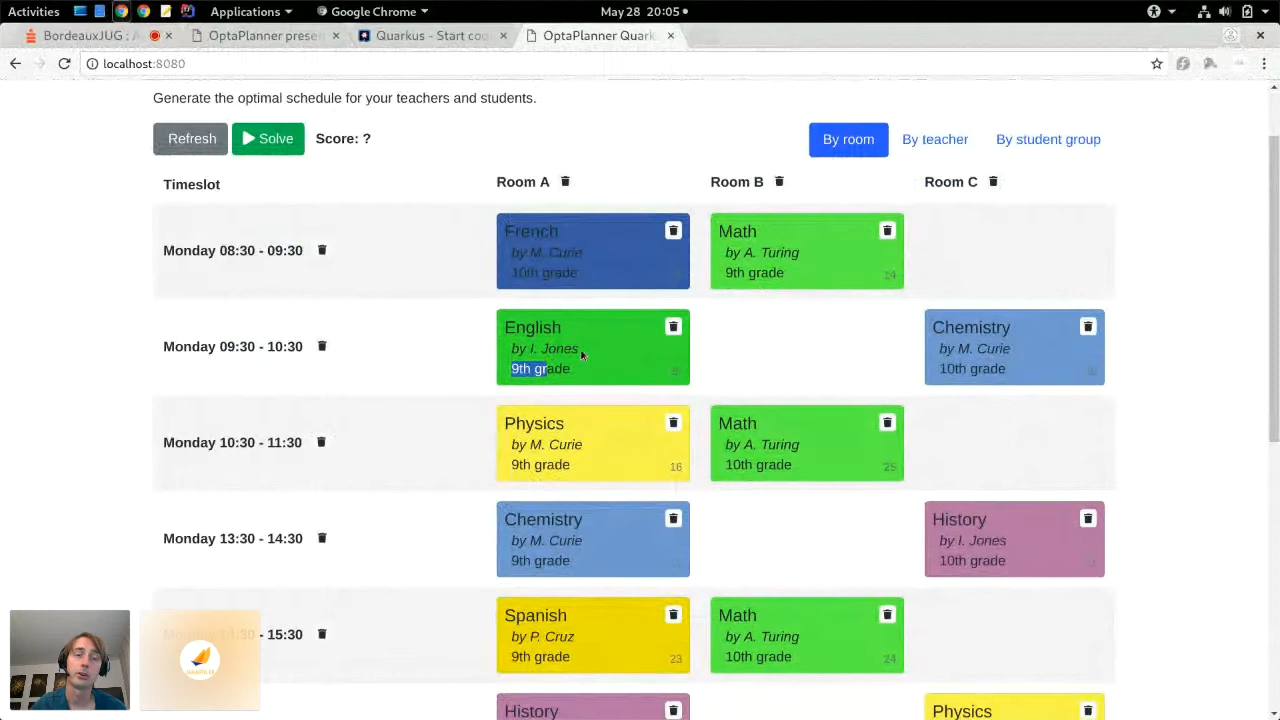 Applications
Google Chrome
May 28 20:05
BordeauxJUG : A
OptaPlanner prese
Quarkus - Start coo
OptaPlanner Quark
localhost:8080
Generate the optimal schedule for your teachers and students.
Refresh
Solve
Score: ?
By room
By teacher
By student group
Timeslot
Room A
Room B
Room C
Monday 08:30 - 09:30
French
by M. Curie
10th grade
Math
by A. Turing
9th grade
14
Monday 09:30 - 10:30
English
by I. Jones
9th grade
Chemistry
by M. Curie
10th grade
Monday 10:30 - 11:30
Physics
by M. Curie
9th grade
16
Math
by A. Turing
10th grade
25
Monday 13:30 - 14:30
Chemistry
by M. Curie
9th grade
History
by I. Jones
10th grade
Monday 14:30 - 15:30
Spanish
by P. Cruz
9th grade
23
Math
by A. Turing
10th grade
24
History
Physics